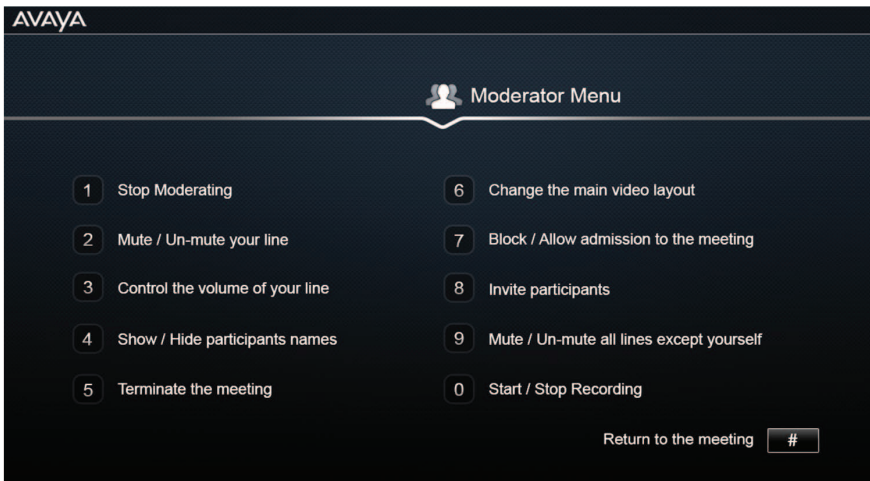 AVAYA
Moderator Menu
1 Stop Moderating
2 Mute / Un-mute your line
3 Control the volume of your line
4 Show / Hide participants names
5 Terminate the meeting
6 Change the main video layout
7 Block / Allow admission to the meeting
8 Invite participants
9 Mute / Un-mute all lines except yourself
0 Start / Stop Recording
Return to the meeting #